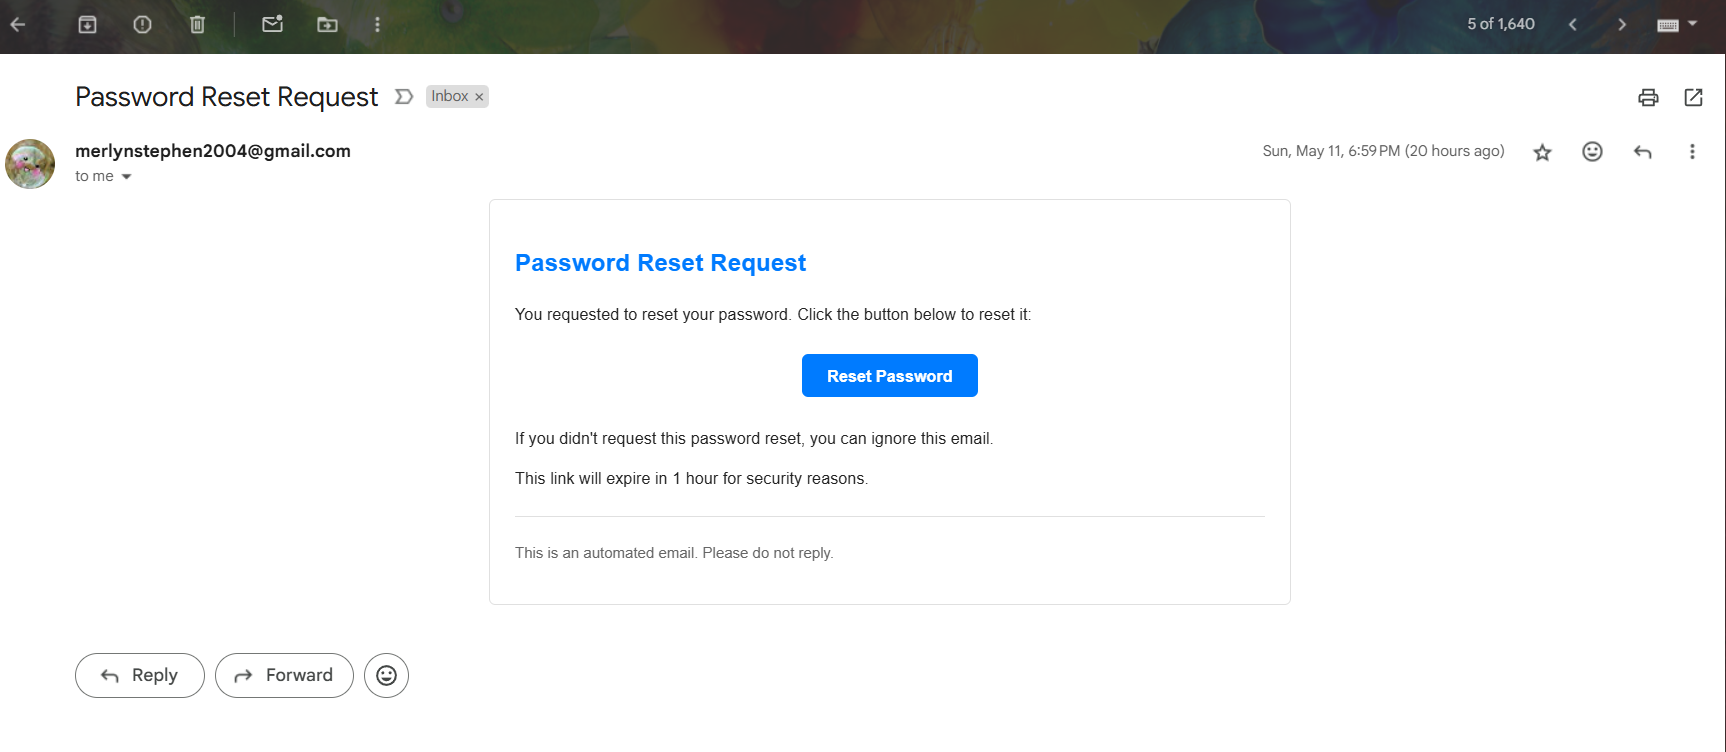 5 of 1,640
Password Reset Request
Inbox ×
merlynstephen2004@gmail.com
Sun, May 11, 6:59 PM (20 hours ago)
to me
Password Reset Request
You requested to reset your password. Click the button below to reset it:
Reset Password
If you didn't request this password reset, you can ignore this email.
This link will expire in 1 hour for security reasons.
This is an automated email. Please do not reply.
Reply
Forward